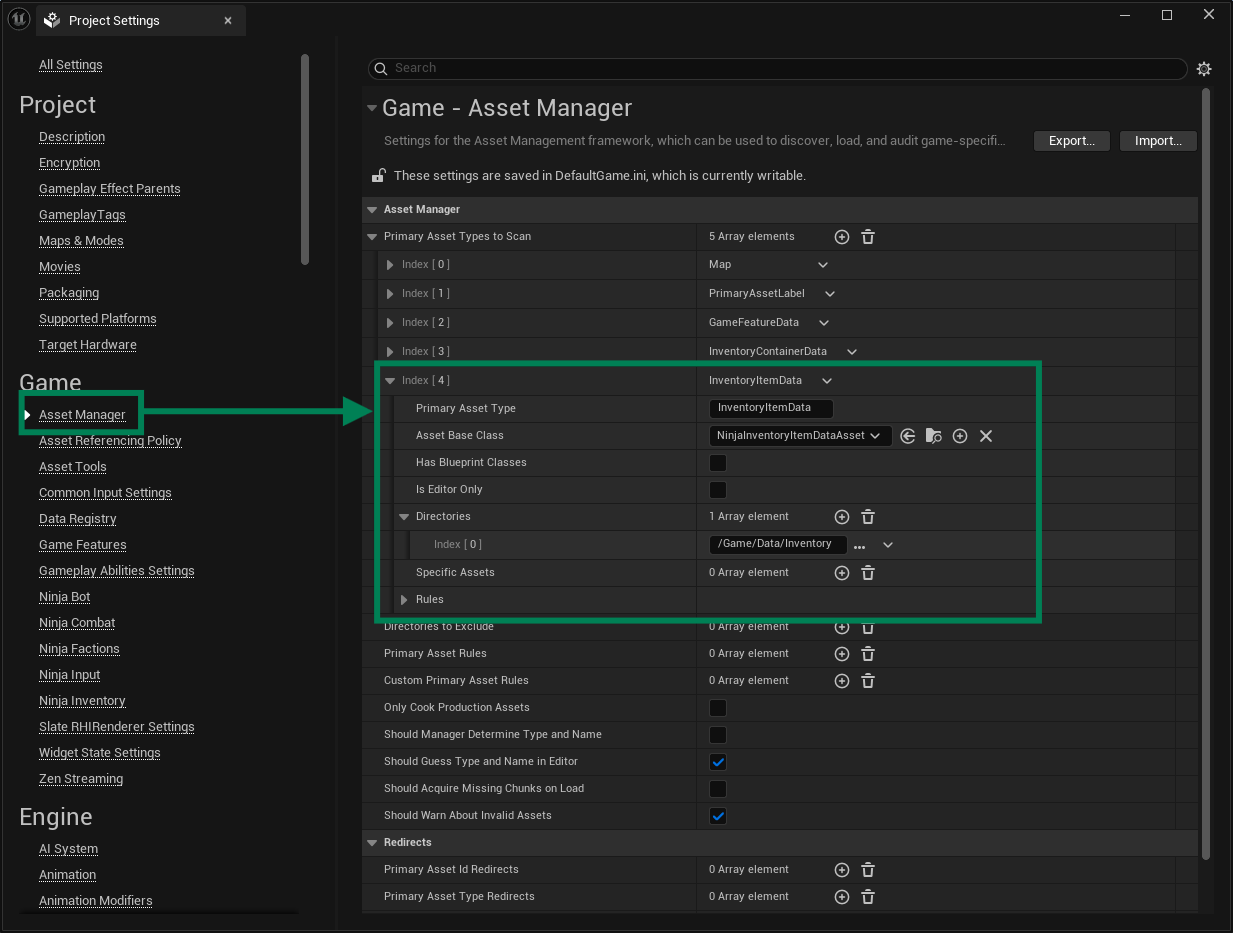 Project Settings
All Settings
Project
Description
Encryption
Gameplay Effect Parents
GameplayTags
Maps & Modes
Movies
Packaging
Supported Platforms
Target Hardware
Game
Asset Manager
Asset Referencing Policy
Asset Tools
Common Input Settings
Data Registry
Game Features
Gameplay Abilities Settings
Ninja Bot
Ninja Combat
Ninja Factions
Ninja Input
Ninja Inventory
Slate RHIRenderer Settings
Widget State Settings
Zen Streaming
Engine
AI System
Animation
Animation Modifiers
Search
Game - Asset Manager
Settings for the Asset Management framework, which can be used to discover, load, and audit game-specifi... Export... Import...
These settings are saved in DefaultGame.ini, which is currently writable.
Asset Manager
Primary Asset Types to Scan 5 Array elements
Index [ 0 ] Map
Index [ 1 ] PrimaryAssetLabel
Index [ 2 ] GameFeatureData
Index [ 3 ] InventoryContainerData
Index [ 4 ] InventoryItemData
Primary Asset Type InventoryItemData
Asset Base Class NinjaInventoryItemDataAsset
Has Blueprint Classes
Is Editor Only
Directories 1 Array element
Index [ 0 ] /Game/Data/Inventory ...
Specific Assets 0 Array element
Rules
Directories to Exclude 0 Array element
Primary Asset Rules 0 Array element
Custom Primary Asset Rules 0 Array element
Only Cook Production Assets
Should Manager Determine Type and Name
Should Guess Type and Name in Editor
Should Acquire Missing Chunks on Load
Should Warn About Invalid Assets
Redirects
Primary Asset Id Redirects 0 Array element
Primary Asset Type Redirects 0 Array element